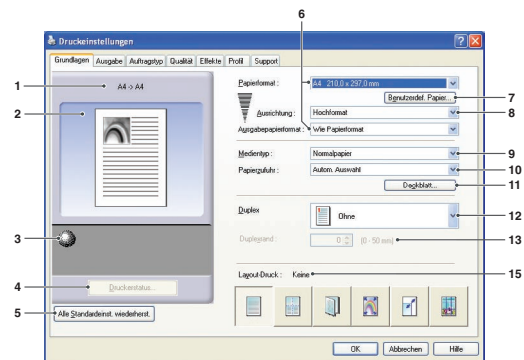 6
Druckeinstellungen
Grundlagen Ausgabe Auftragstyp Qualität Effekte Profil Support
1 A4 -> A4
2
3
4 Druckerstatus...
5 Alle Standardeinst. wiederherst.
Papierformat : A4 210,0 x 297,0 mm
Benutzerdef. Papier... 7
Ausrichtung : Hochformat 8
Ausgabepapierformat : Wie Papierformat
Medientyp : Normalpapier 9
Papierzufuhr : Autom. Auswahl 10
Deckblatt... 11
Duplex Ohne 12
Duplexrand : 0 (0 - 50 mm) 13
Layout-Druck : Keine 15
OK Abbrechen Hilfe